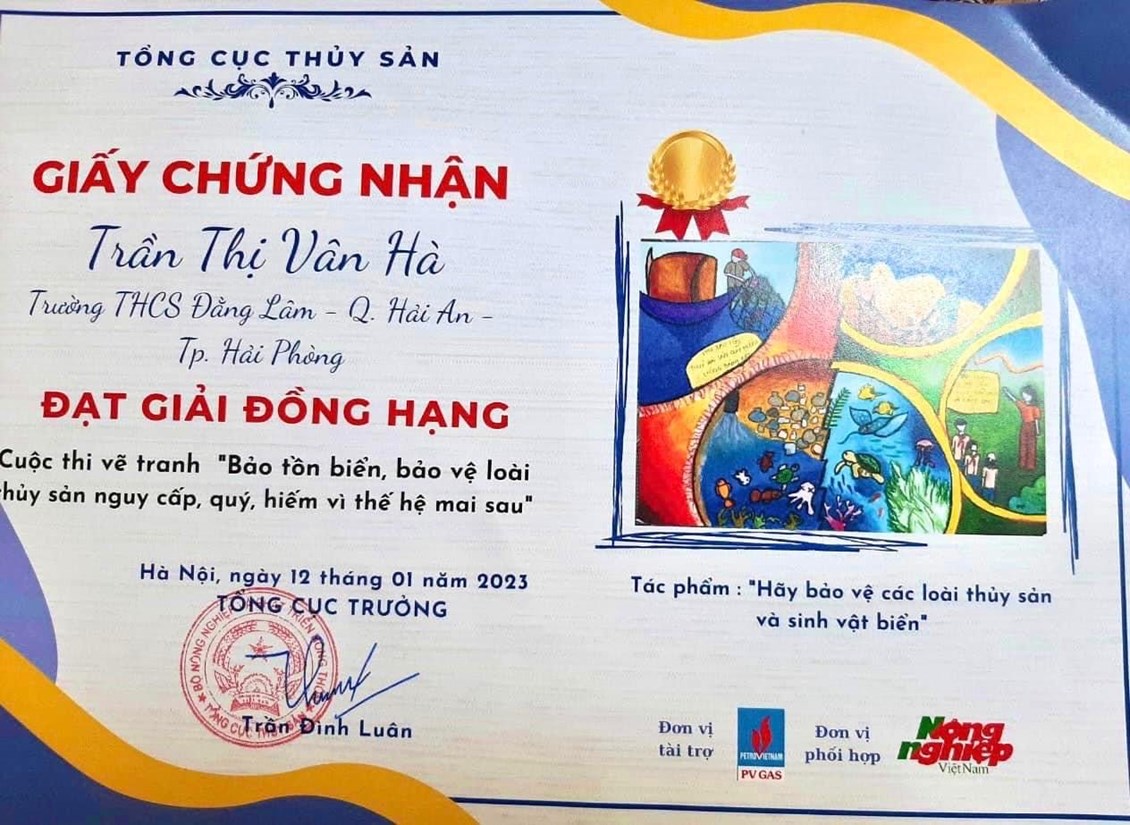 TỔNG CỤC THỦY SẢN
GIẤY CHỨNG NHẬN
Trần Thị Vân Hà
Trường THCS Đằng Lâm - Q. Hải An -
Tp. Hải Phòng
ĐẠT GIẢI ĐỒNG HẠNG
Cuộc thi vẽ tranh "Bảo tồn biển, bảo vệ loài
thủy sản nguy cấp, quý, hiếm vì thế hệ mai sau"
Hà Nội, ngày 12 tháng 01 năm 2023
TỔNG CỤC TRƯỞNG
Trần Đình Luân
Tác phẩm : "Hãy bảo vệ các loài thủy sản
và sinh vật biển"
Đơn vị
tài trợ
PETROVIETNAM
PV GAS
Đơn vị
phối hợp
Nông
nghiệp
Việt Nam